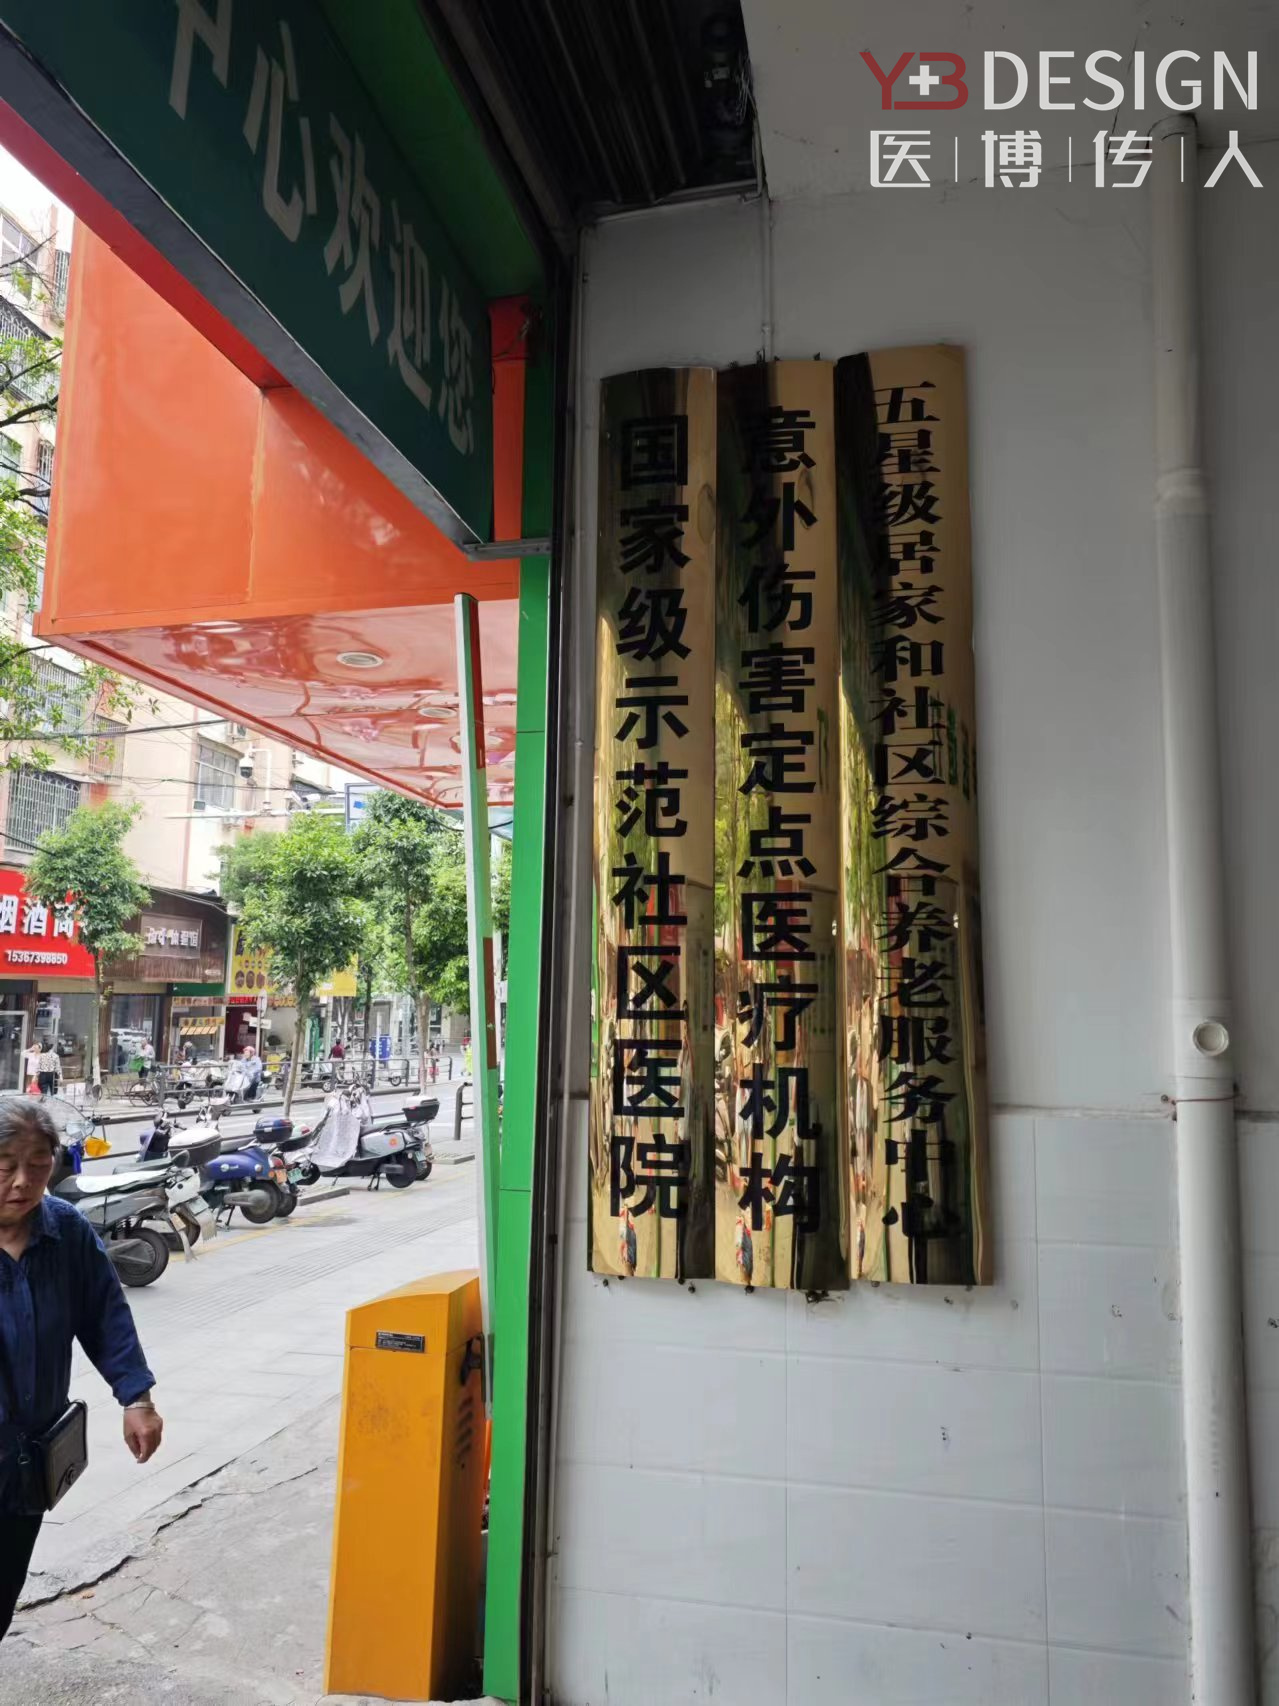 YB DESIGN
医博传人
中心欢迎您
国家级示范社区医院
意外伤害定点医疗机构
五星级居家和社区综合养老服务中心
烟酒商
15367398850